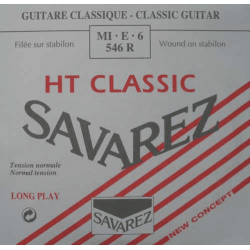 GUITARE CLASSIQUE - CLASSIC GUITAR
Filée sur stabilon
MI · E · 6
546 R
Wound on stabilon
HT CLASSIC
SAVAREZ
Tension normale
Normal tension
LONG PLAY
SAVAREZ
NEW CONCEPT